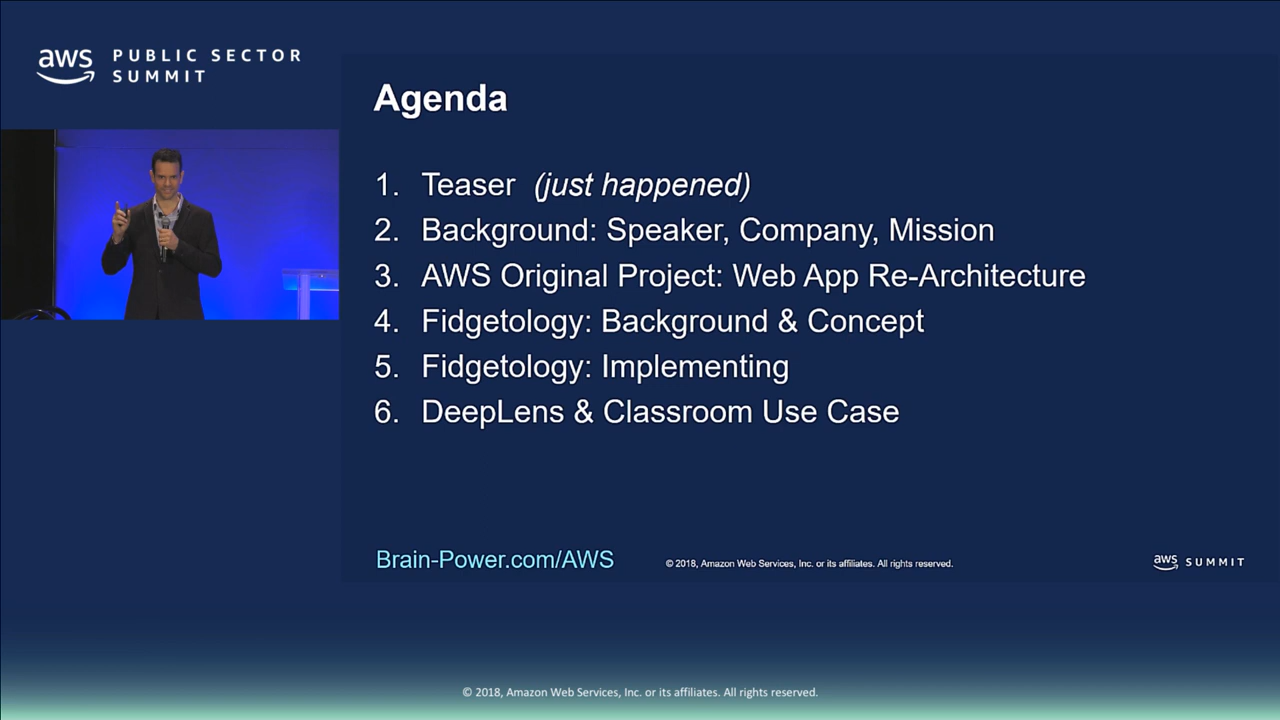 aws PUBLIC SECTOR
SUMMIT
Agenda
1. Teaser (just happened)
2. Background: Speaker, Company, Mission
3. AWS Original Project: Web App Re-Architecture
4. Fidgetology: Background & Concept
5. Fidgetology: Implementing
6. DeepLens & Classroom Use Case
Brain-Power.com/AWS
© 2018, Amazon Web Services, Inc. or its affiliates. All rights reserved.
aws SUMMIT
© 2018, Amazon Web Services, Inc. or its affiliates. All rights reserved.